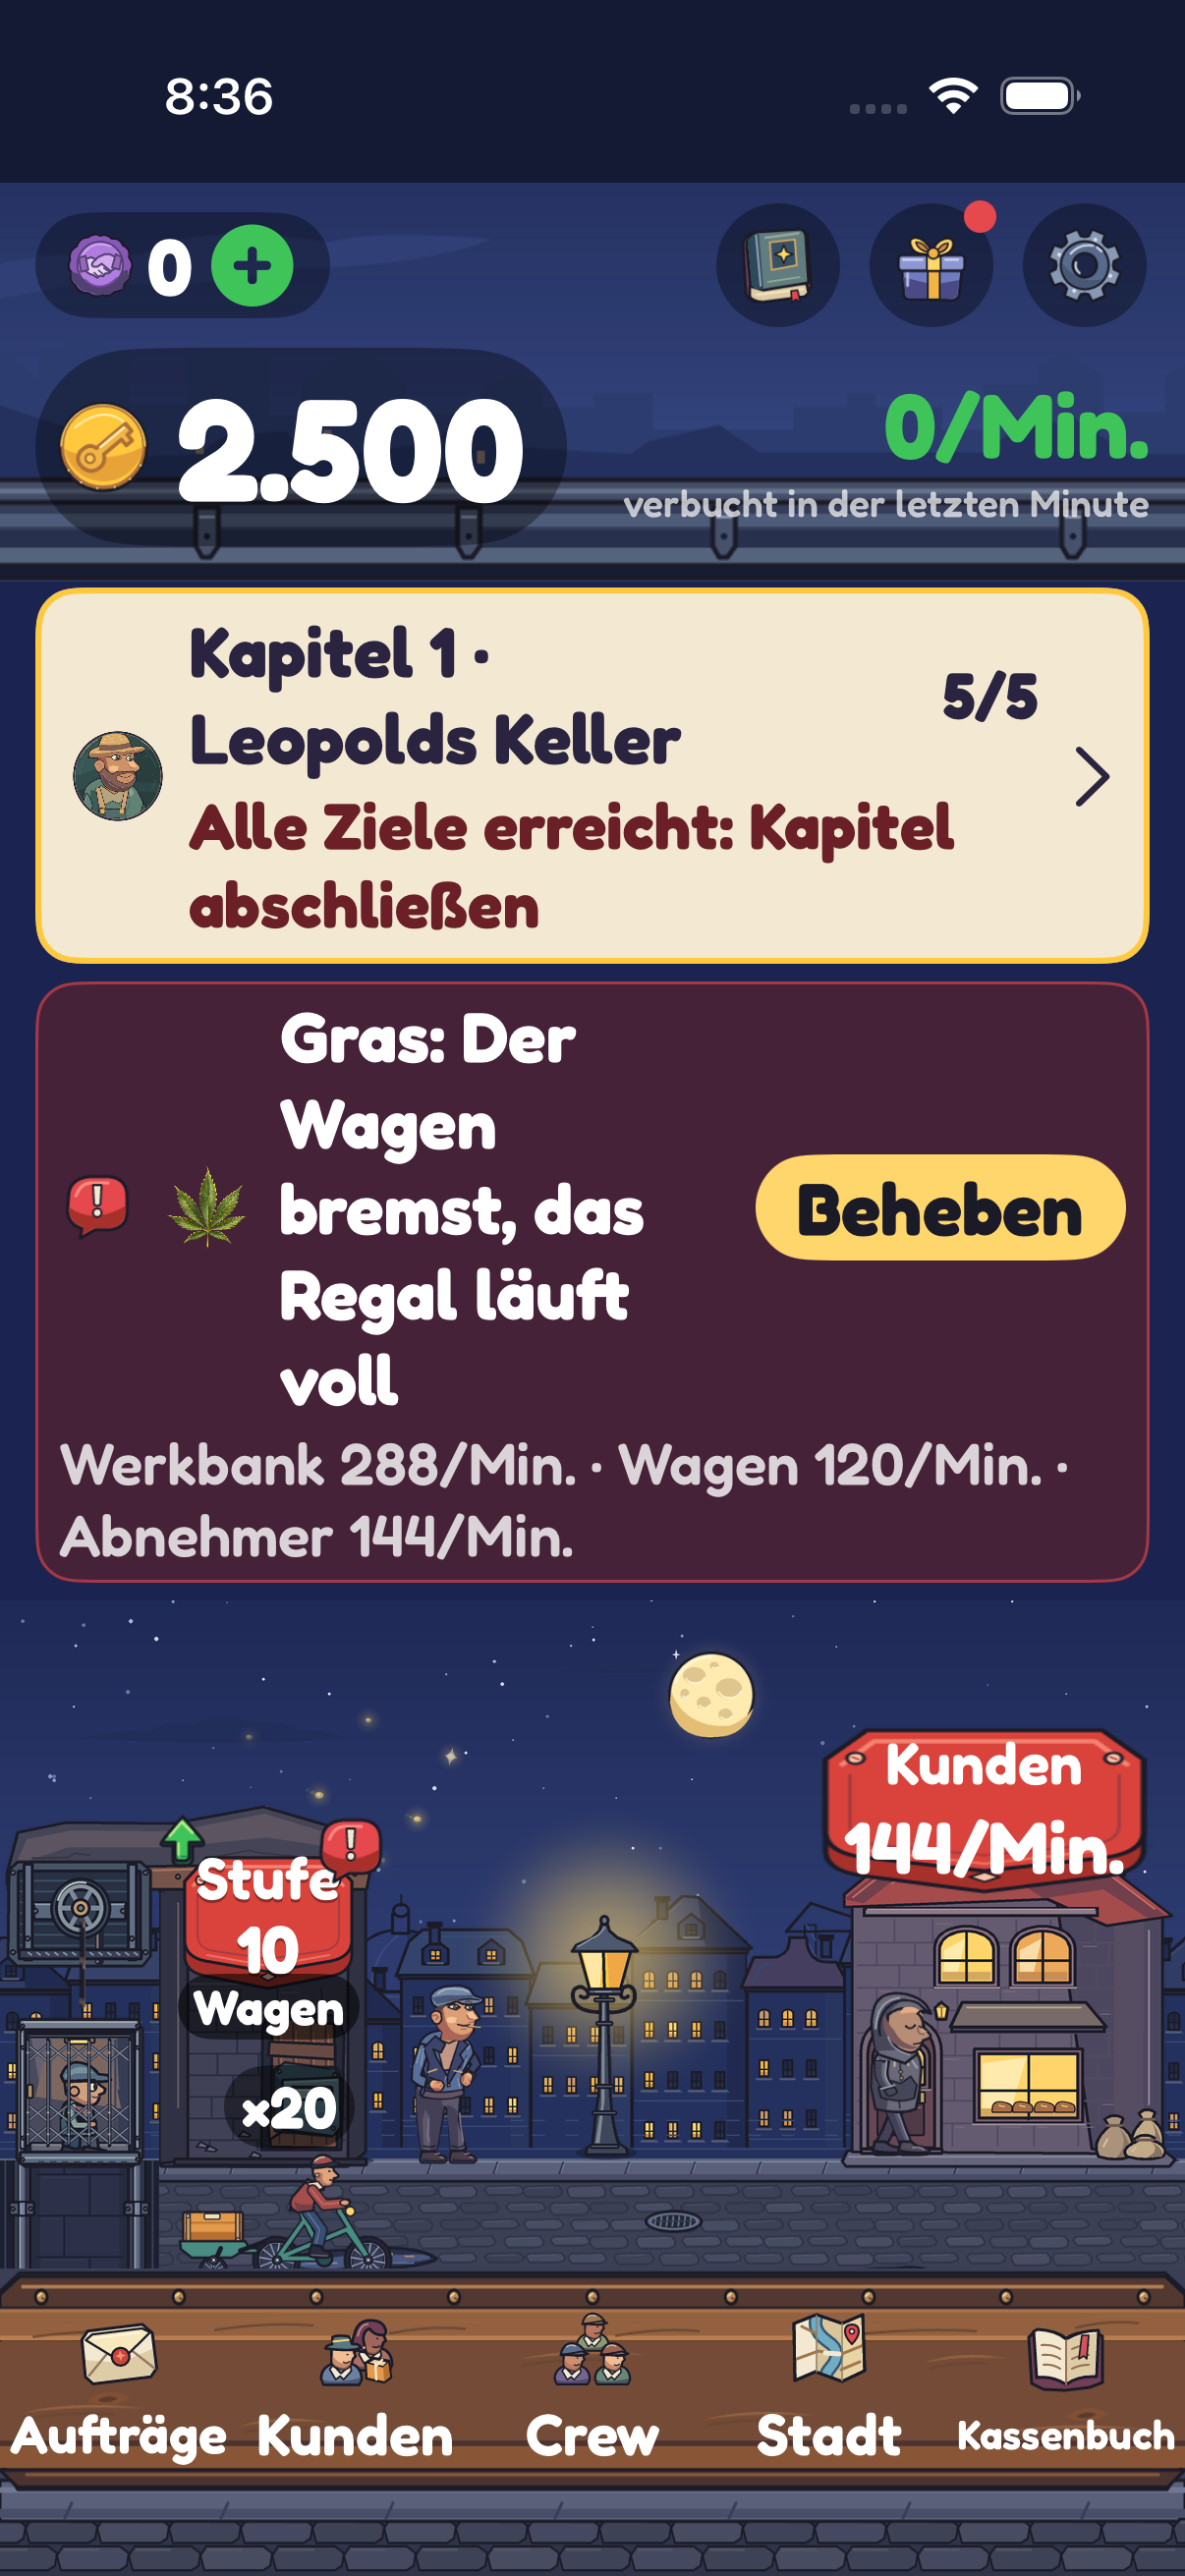 8:36
0
2.500
0/Min.
verbucht in der letzten Minute
Kapitel 1 ·
Leopolds Keller
5/5
Alle Ziele erreicht: Kapitel
abschließen
Gras: Der
Wagen
bremst, das
Regal läuft
voll
Beheben
Werkbank 288/Min. · Wagen 120/Min. ·
Abnehmer 144/Min.
Kunden
144/Min.
Stufe
10
Wagen
×20
Aufträge
Kunden
Crew
Stadt
Kassenbuch